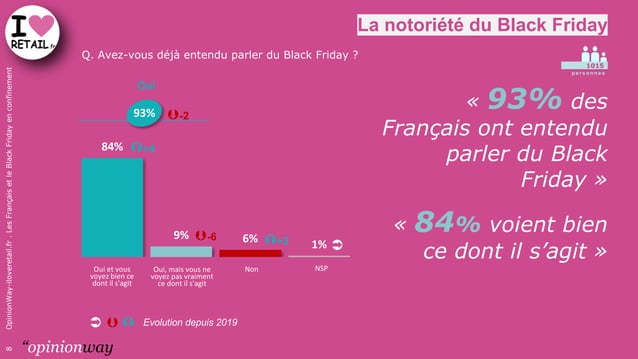 I
RETAIL.fr
La notoriété du Black Friday
Q. Avez-vous déjà entendu parler du Black Friday ?
1015
personnes
Oui
93%
-2
84%
+4
9%
-6
6%
+2
1%
Oui et vous
voyez bien ce
dont il s'agit
Oui, mais vous ne
voyez pas vraiment
ce dont il s'agit
Non
NSP
« 93% des
Français ont entendu
parler du Black
Friday »
« 84% voient bien
ce dont il s’agit »
Evolution depuis 2019
OpinionWay-iloveretail.fr . Les Français et le Black Friday en confinement
8
“opinionway